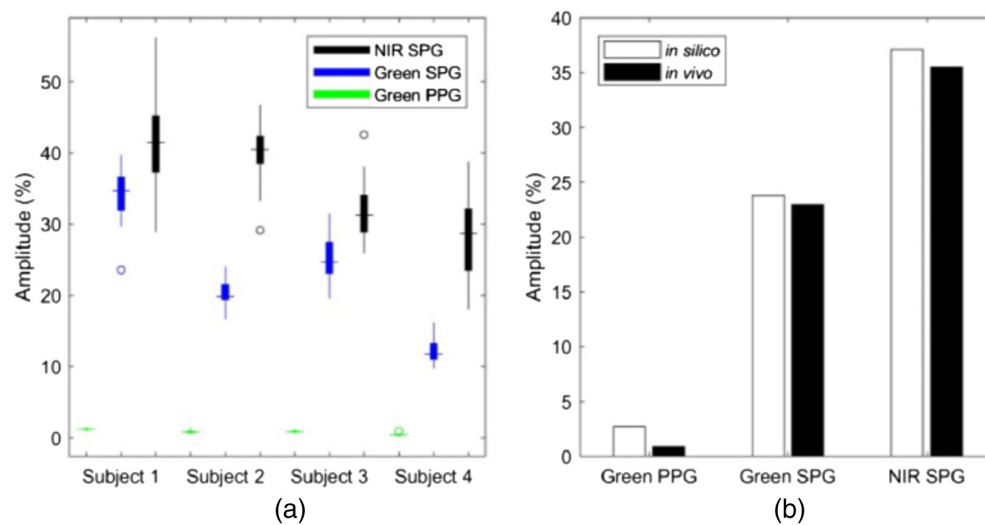 NIR SPG
Green SPG
Green PPG
Amplitude (%)
50
40
30
20
10
0
Subject 1 Subject 2 Subject 3 Subject 4
(a)
in silico
in vivo
Amplitude (%)
40
35
30
25
20
15
10
5
0
Green PPG Green SPG NIR SPG
(b)